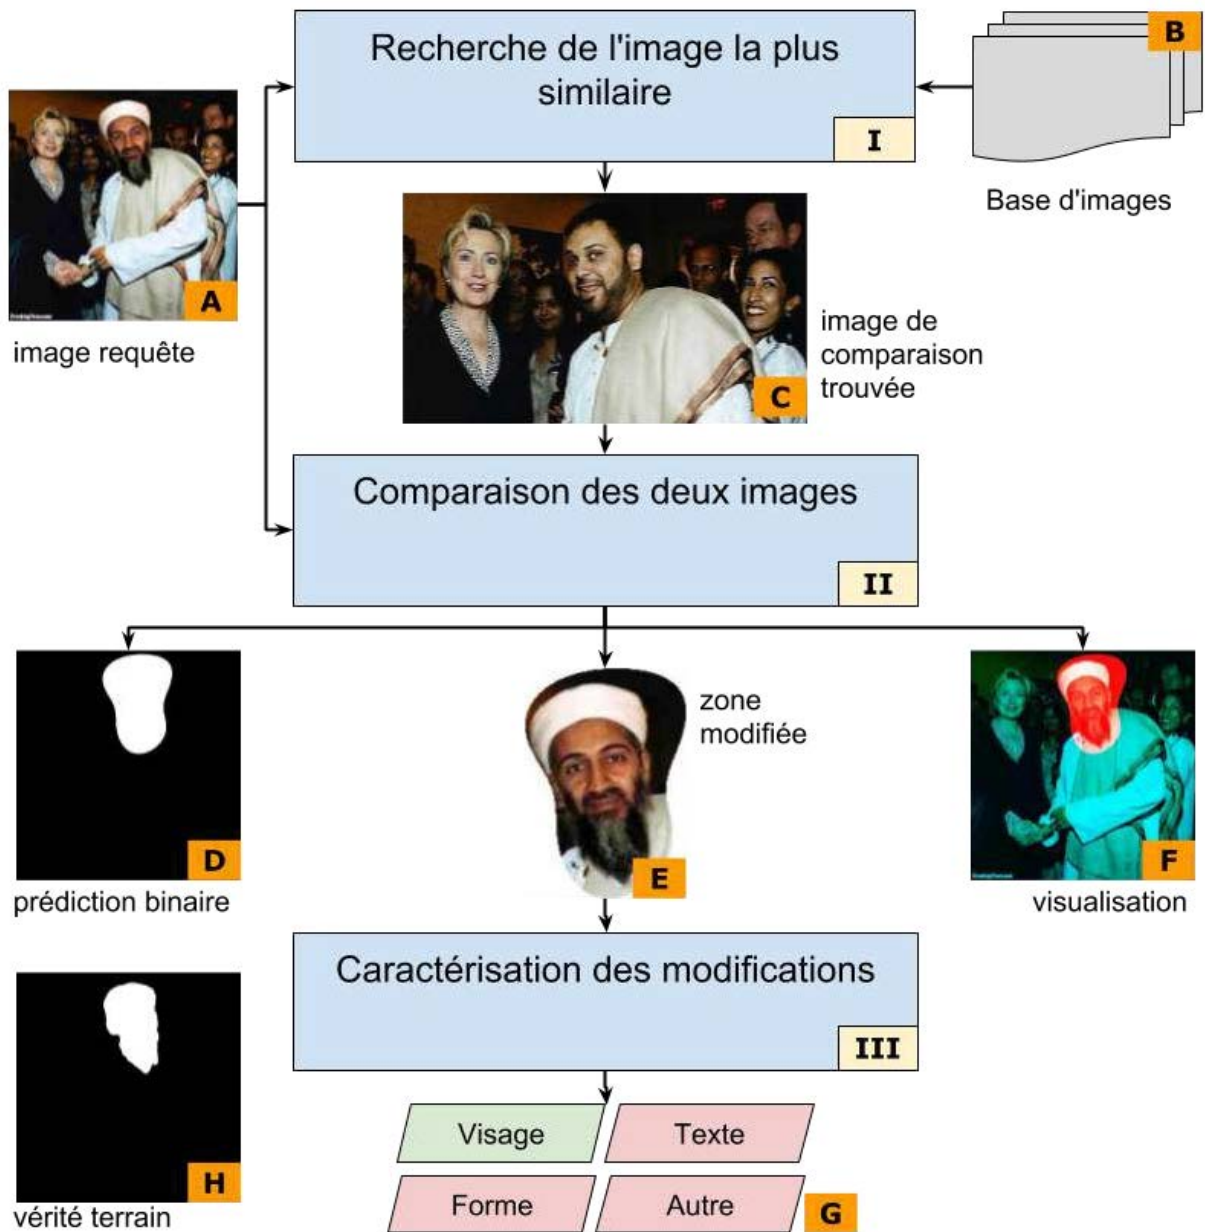 Recherche de l'image la plus
similaire
I
B
Base d'images
A
image requête
C
image de
comparaison
trouvée
Comparaison des deux images
II
D
prédiction binaire
zone
modifiée
E
F
visualisation
Caractérisation des modifications
III
H
vérité terrain
Visage
Texte
Forme
Autre
G